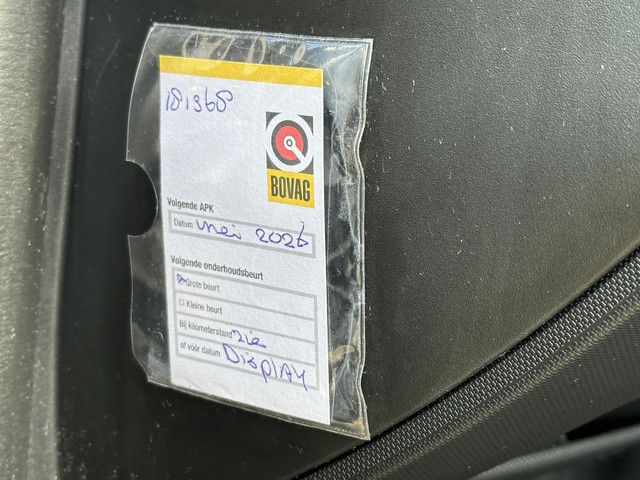 181368
BOVAG
Volgende APK
Datum mei 2026
Volgende onderhoudsbeurt
Grote beurt
Kleine beurt
Bij kilometerstand zie
of vóór datum Display